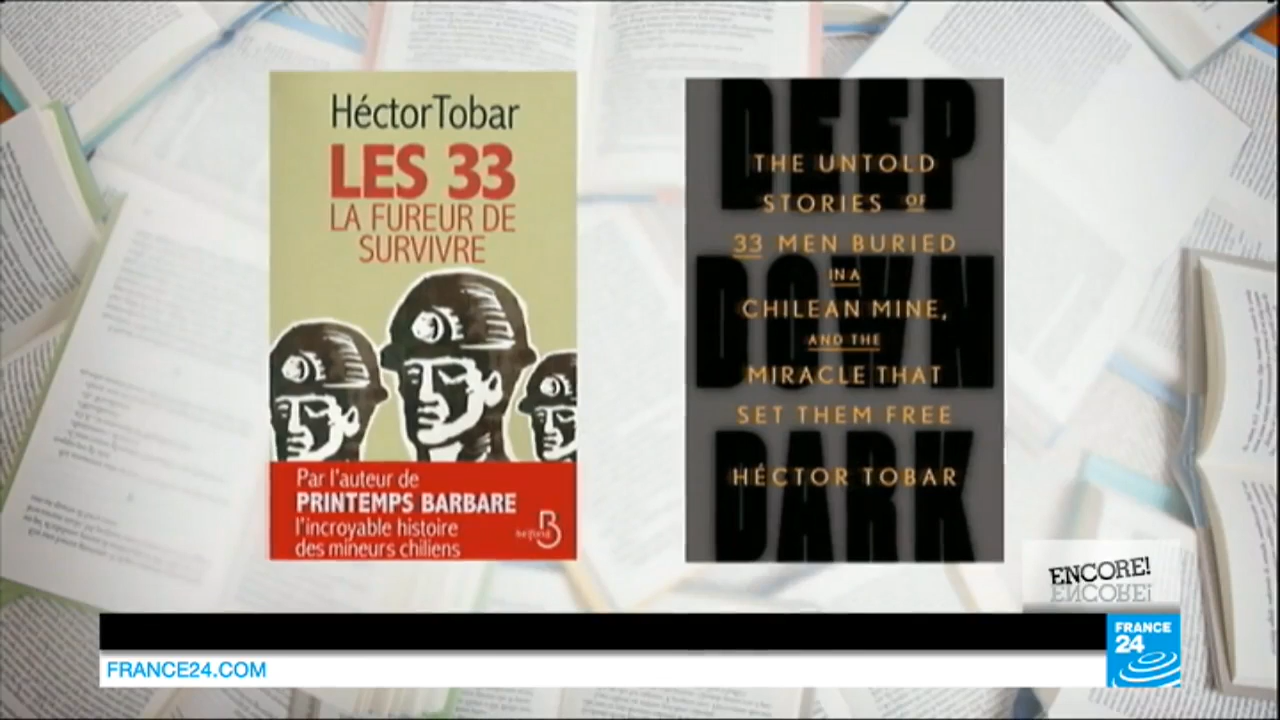 HéctorTobar
LES 33
LA FUREUR DE
SURVIVRE
Par l'auteur de
PRINTEMPS BARBARE
l'incroyable histoire
des mineurs chiliens
belfond
DEEP
THE UNTOLD
STORIES OF
33 MEN BURIED
DOWN
IN A
CHILEAN MINE,
AND THE
MIRACLE THAT
SET THEM FREE
DARK
HÉCTOR TOBAR
ENCORE!
FRANCE
24
FRANCE24.COM